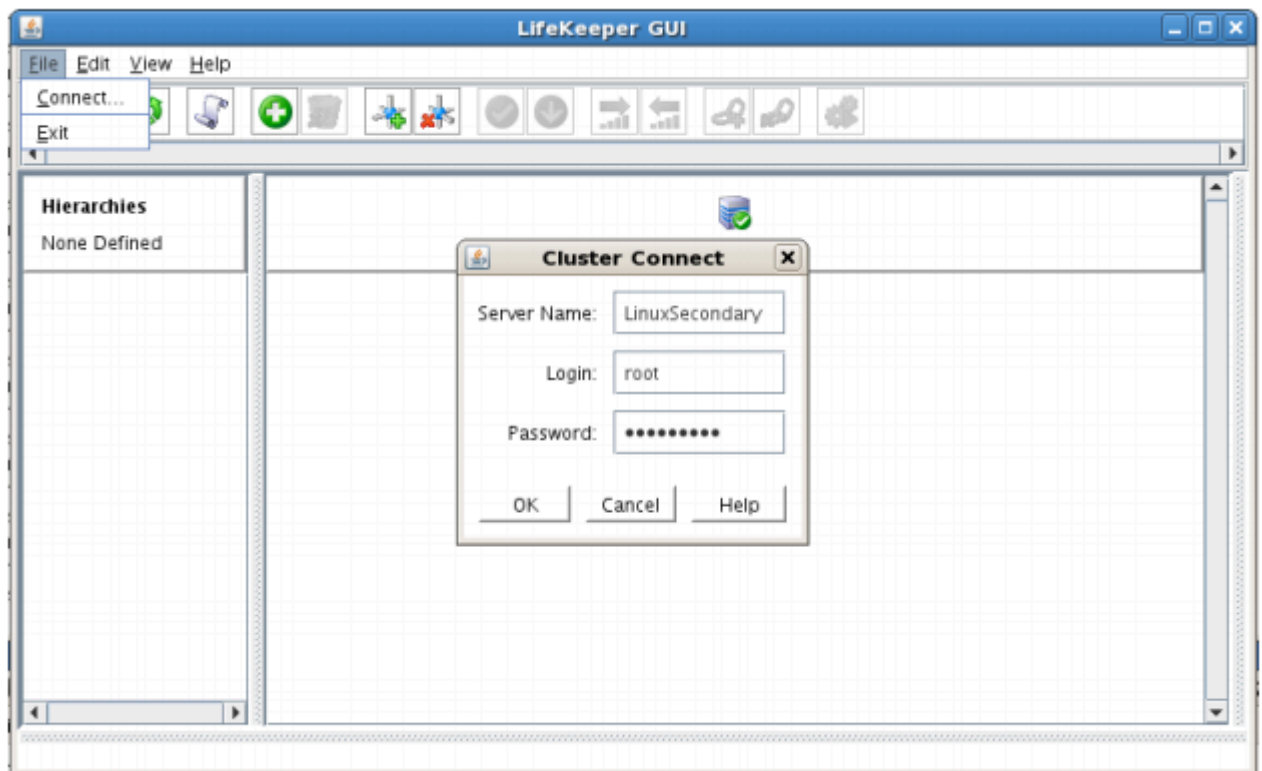 LifeKeeper GUI
File Edit View Help
Connect...
Exit
Hierarchies
None Defined
Cluster Connect
Server Name: LinuxSecondary
Login: root
Password: •••••••••
OK Cancel Help